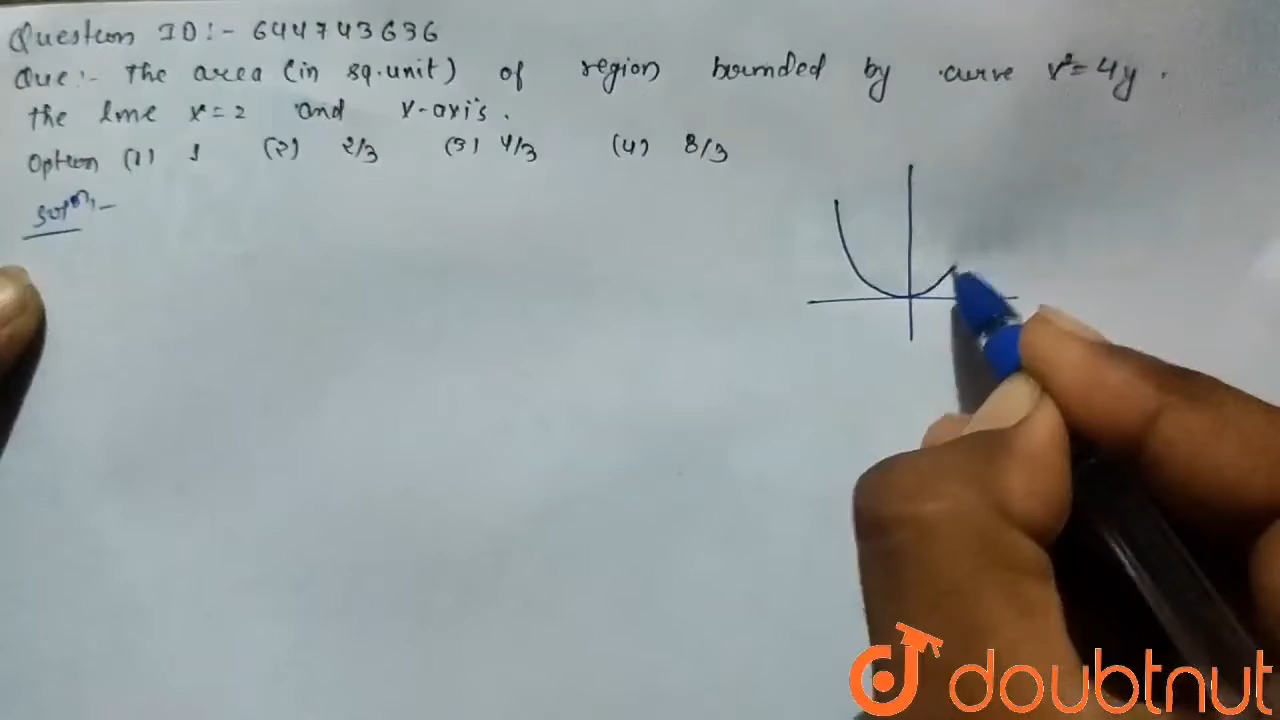 Question ID :- 644743636
Que :- The area (in sq.unit) of region bounded by curve x²=4y.
the line x=2 and x-axis.
Option (1) 1 (2) 2/3 (3) 4/3 (4) 8/3
Solⁿ:-
doubtnut